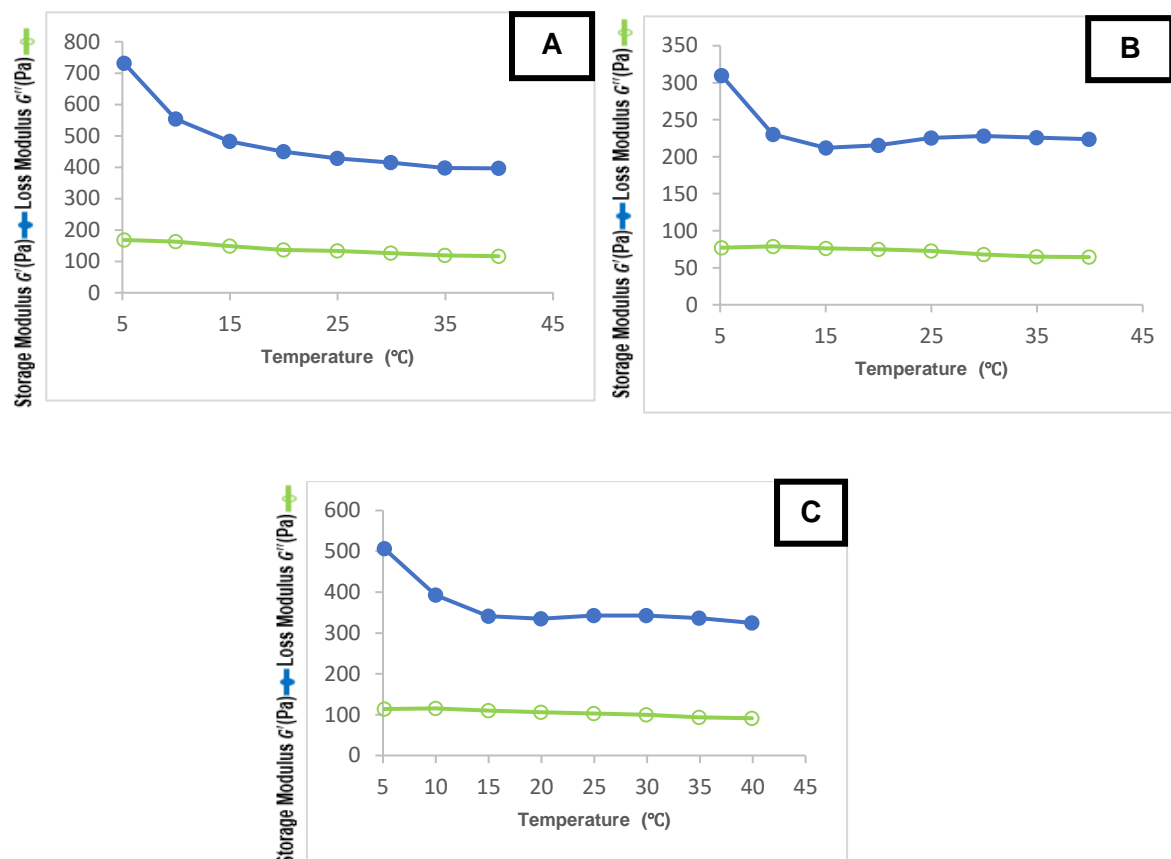 A
Storage Modulus G'(Pa) Loss Modulus G''(Pa)
800
700
600
500
400
300
200
100
0
5 15 25 35 45
Temperature (℃)
B
Storage Modulus G'(Pa) Loss Modulus G''(Pa)
350
300
250
200
150
100
50
0
5 15 25 35 45
Temperature (℃)
C
Storage Modulus G'(Pa) Loss Modulus G''(Pa)
600
500
400
300
200
100
0
5 10 15 20 25 30 35 40 45
Temperature (℃)